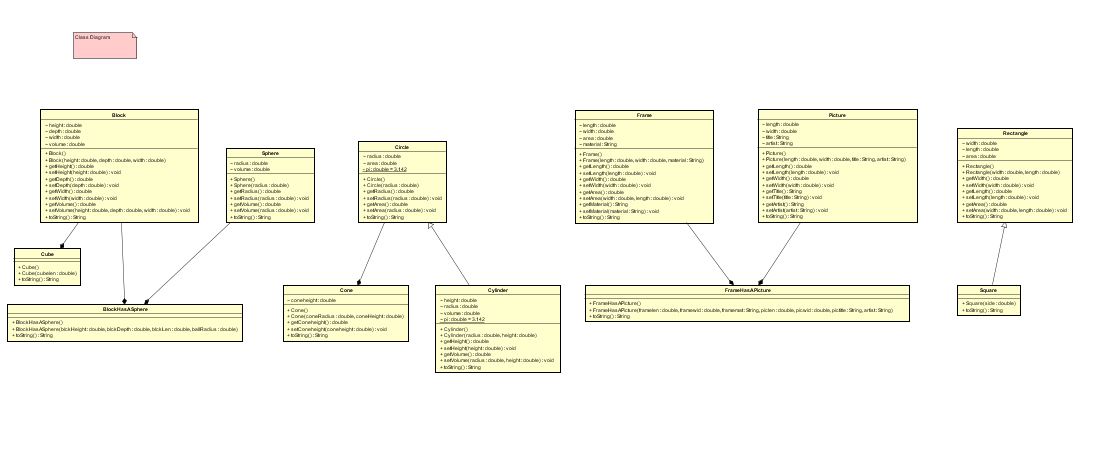 Class Diagram
Block
− height : double
− depth : double
− width : double
− volume : double
+ Block()
+ Block(height : double, depth : double, width : double)
+ getHeight() : double
+ setHeight(height : double) : void
+ getDepth() : double
+ setDepth(depth : double) : void
+ getWidth() : double
+ setWidth(width : double) : void
+ getVolume() : double
+ setVolume(height : double, depth : double, width : double) : void
+ toString() : String
Sphere
− radius : double
− volume : double
+ Sphere()
+ Sphere(radius : double)
+ getRadius() : double
+ setRadius(radius : double) : void
+ getVolume() : double
+ setVolume(radius : double) : void
+ toString() : String
Circle
− radius : double
− area : double
− pi : double = 3.142
+ Circle()
+ Circle(radius : double)
+ getRadius() : double
+ setRadius(radius : double) : void
+ getArea() : double
+ setArea(radius : double) : void
+ toString() : String
Frame
− length : double
− width : double
− area : double
− material : String
+ Frame()
+ Frame(length : double, width : double, material : String)
+ getLength() : double
+ setLength(length : double) : void
+ getWidth() : double
+ setWidth(width : double) : void
+ getArea() : double
+ setArea(width : double, length : double) : void
+ getMaterial() : String
+ setMaterial(material : String) : void
+ toString() : String
Picture
− length : double
− width : double
− title : String
− artist : String
+ Picture()
+ Picture(length : double, width : double, title : String, artist : String)
+ getLength() : double
+ setLength(length : double) : void
+ getWidth() : double
+ setWidth(width : double) : void
+ getTitle() : String
+ setTitle(title : String) : void
+ getArtist() : String
+ setArtist(artist : String) : void
+ toString() : String
Rectangle
− width : double
− length : double
− area : double
+ Rectangle()
+ Rectangle(width : double, length : double)
+ getWidth() : double
+ setWidth(width : double) : void
+ getLength() : double
+ setLength(length : double) : void
+ getArea() : double
+ setArea(width : double, length : double) : void
+ toString() : String
Cube
+ Cube()
+ Cube(cubelen : double)
+ toString() : String
BlockHasASphere
+ BlockHasASphere()
+ BlockHasASphere(blckHeight : double, blckDepth : double, blckLen : double, ballRadius : double)
+ toString() : String
Cone
− coneheight : double
+ Cone()
+ Cone(coneRadius : double, coneHeight : double)
+ getConeheight() : double
+ setConeheight(coneheight : double) : void
+ toString() : String
Cylinder
− height : double
− radius : double
− volume : double
− pi : double = 3.142
+ Cylinder()
+ Cylinder(radius : double, height : double)
+ getHeight() : double
+ setHeight(height : double) : void
+ getVolume() : double
+ setVolume(radius : double, height : double) : void
+ toString() : String
FrameHasAPicture
+ FrameHasAPicture()
+ FrameHasAPicture(framelen : double, framewid : double, framemat : String, piclen : double, picwid : double, pictitle : String, artist : String)
+ toString() : String
Square
+ Square(side : double)
+ toString() : String